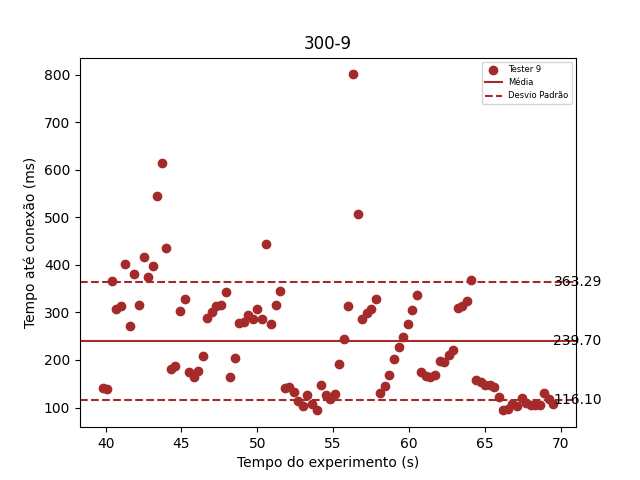 300-9
Tester 9
Média
Desvio Padrão
Tempo até conexão (ms)
800
700
600
500
400
300
200
100
363.29
239.70
116.10
40 45 50 55 60 65 70
Tempo do experimento (s)